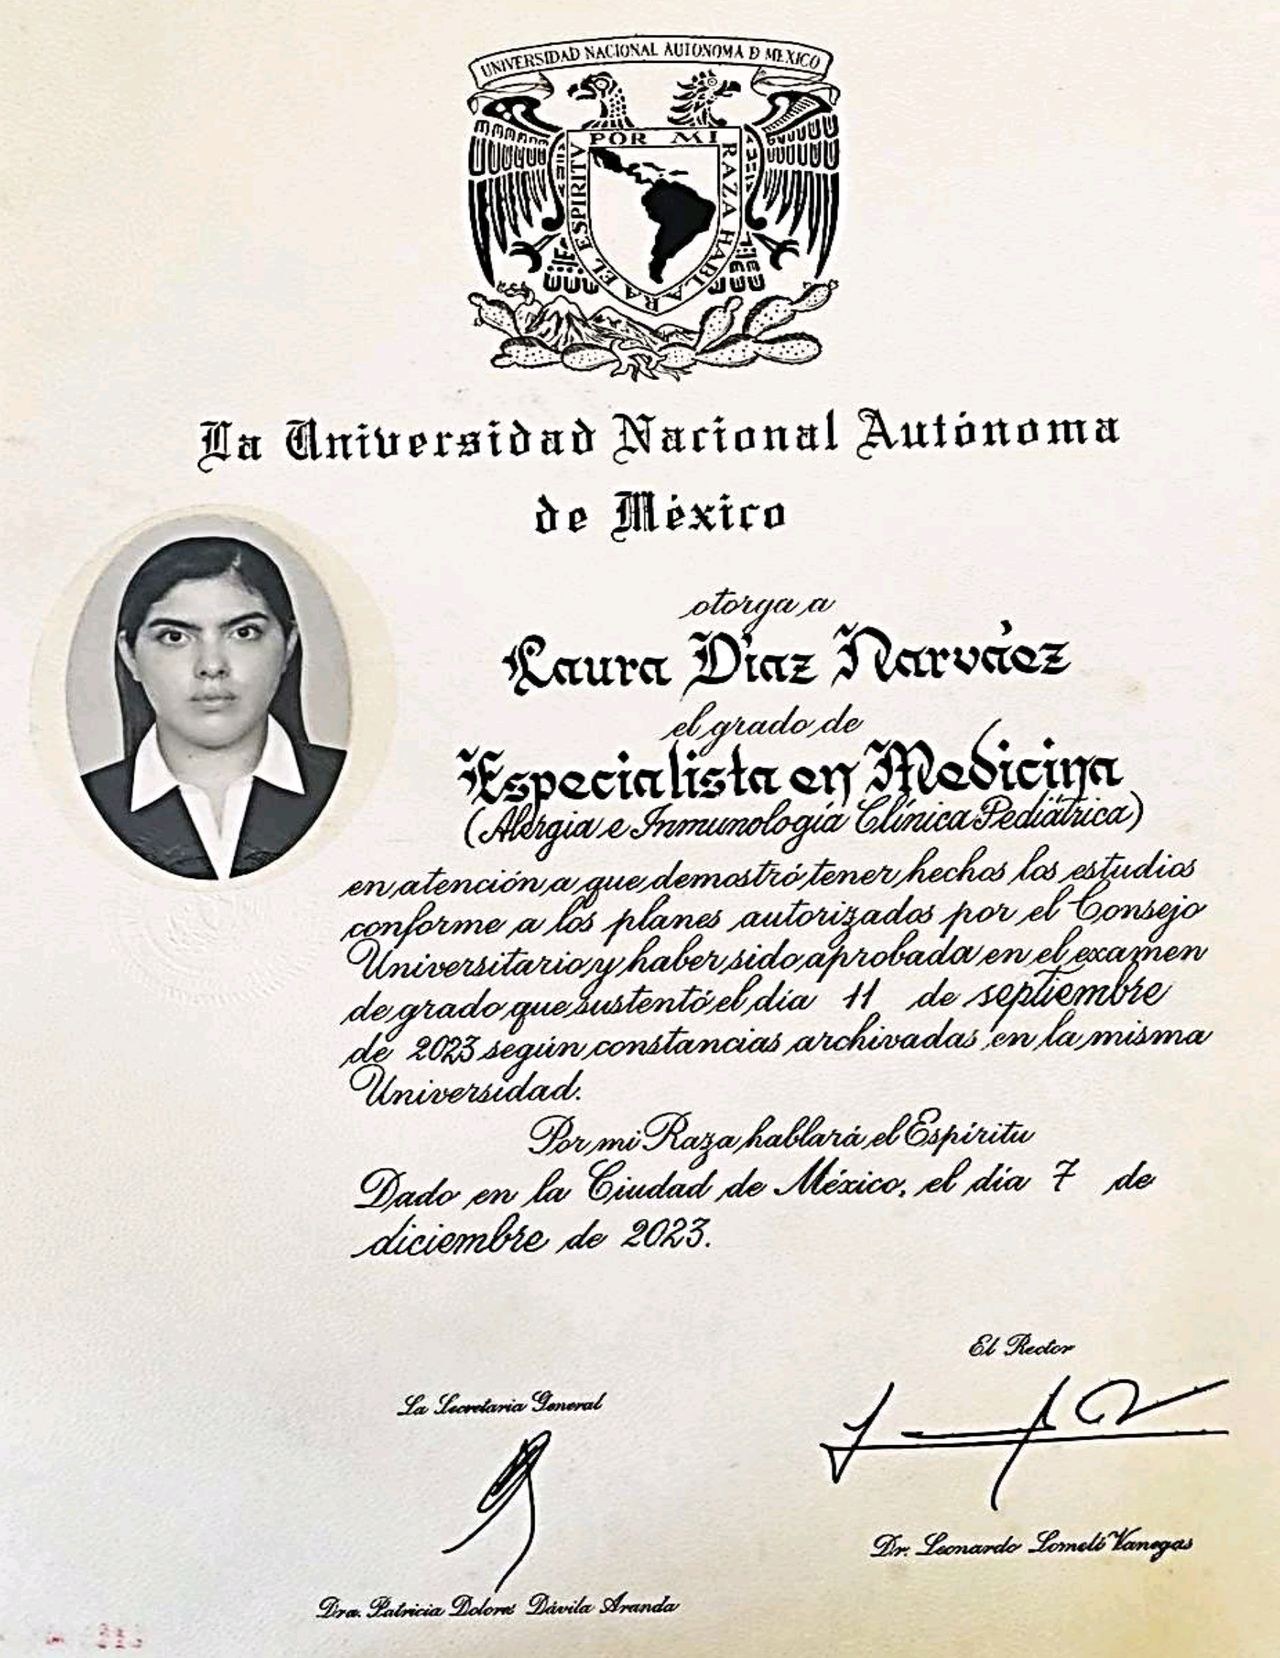 UNIVERSIDAD NACIONAL AUTONOMA D MEXICO
POR MI RAZA HABLARA EL ESPIRITU
La Universidad Nacional Autónoma
de México
otorga a
Laura Díaz Narváez
el grado de
Especialista en Medicina
(Alergia e Inmunología Clínica Pediátrica)
en atención a que demostró tener hechos los estudios
conforme a los planes autorizados por el Consejo
Universitario y haber sido aprobada en el examen
de grado que sustentó el día 11 de septiembre
de 2023 según constancias archivadas en la misma
Universidad.
Por mi Raza hablará el Espíritu
Dado en la Ciudad de México, el día 7 de
diciembre de 2023.
El Rector
La Secretaria General
Dr. Leonardo Lomelí Vanegas
Dra. Patricia Dolores Dávila Aranda